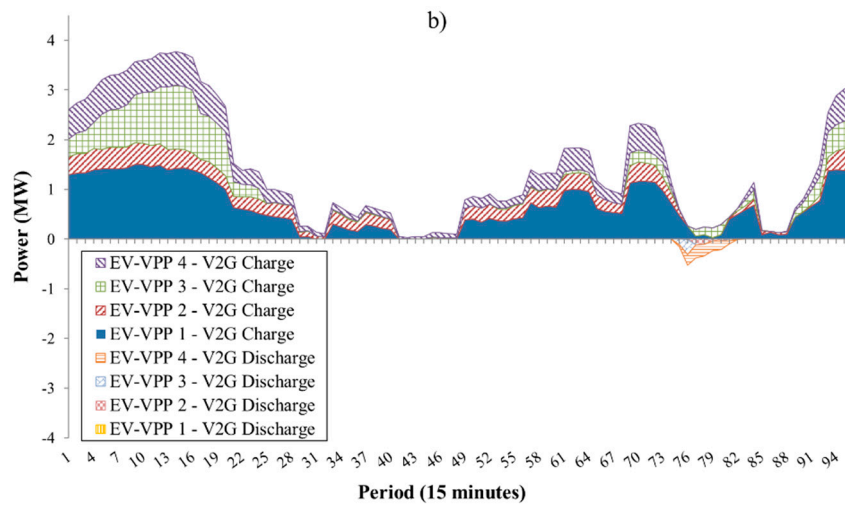 b)
4
3
2
1
0
-1
-2
-3
-4
Power (MW)
EV-VPP 4 - V2G Charge
EV-VPP 3 - V2G Charge
EV-VPP 2 - V2G Charge
EV-VPP 1 - V2G Charge
EV-VPP 4 - V2G Discharge
EV-VPP 3 - V2G Discharge
EV-VPP 2 - V2G Discharge
EV-VPP 1 - V2G Discharge
1 4 7 10 13 16 19 22 25 28 31 34 37 40 43 46 49 52 55 58 61 64 67 70 73 76 79 82 85 88 91 94
Period (15 minutes)